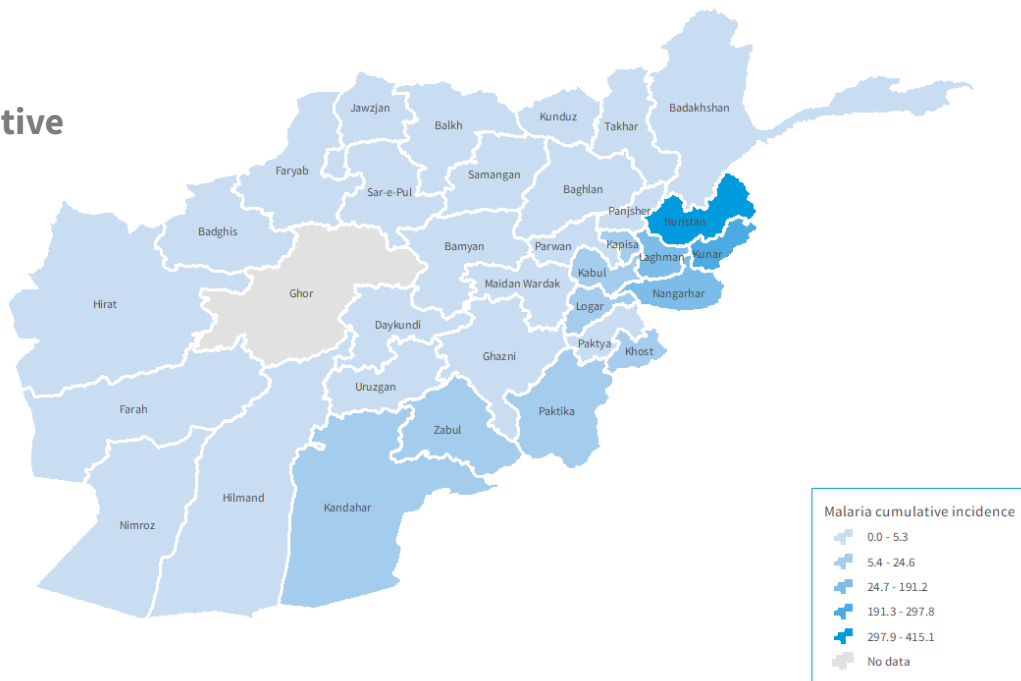 tive
Badakhshan
Jawzjan
Kunduz
Balkh
Takhar
Faryab
Samangan
Baghlan
Sar-e-Pul
Panjsher
Nuristan
Badghis
Bamyan
Parwan
Kapisa
Laghman
Kunar
Kabul
Maidan Wardak
Ghor
Nangarhar
Hirat
Logar
Daykundi
Paktya
Khost
Ghazni
Uruzgan
Farah
Paktika
Zabul
Hilmand
Kandahar
Nimroz
Malaria cumulative incidence
0.0 - 5.3
5.4 - 24.6
24.7 - 191.2
191.3 - 297.8
297.9 - 415.1
No data